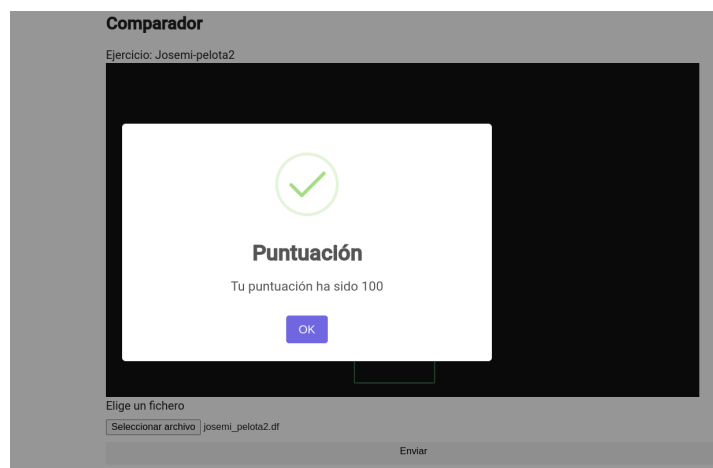 Comparador
Ejercicio: Josemi-pelota2
Puntuación
Tu puntuación ha sido 100
OK
Elige un fichero
Seleccionar archivo josemi_pelota2.df
Enviar